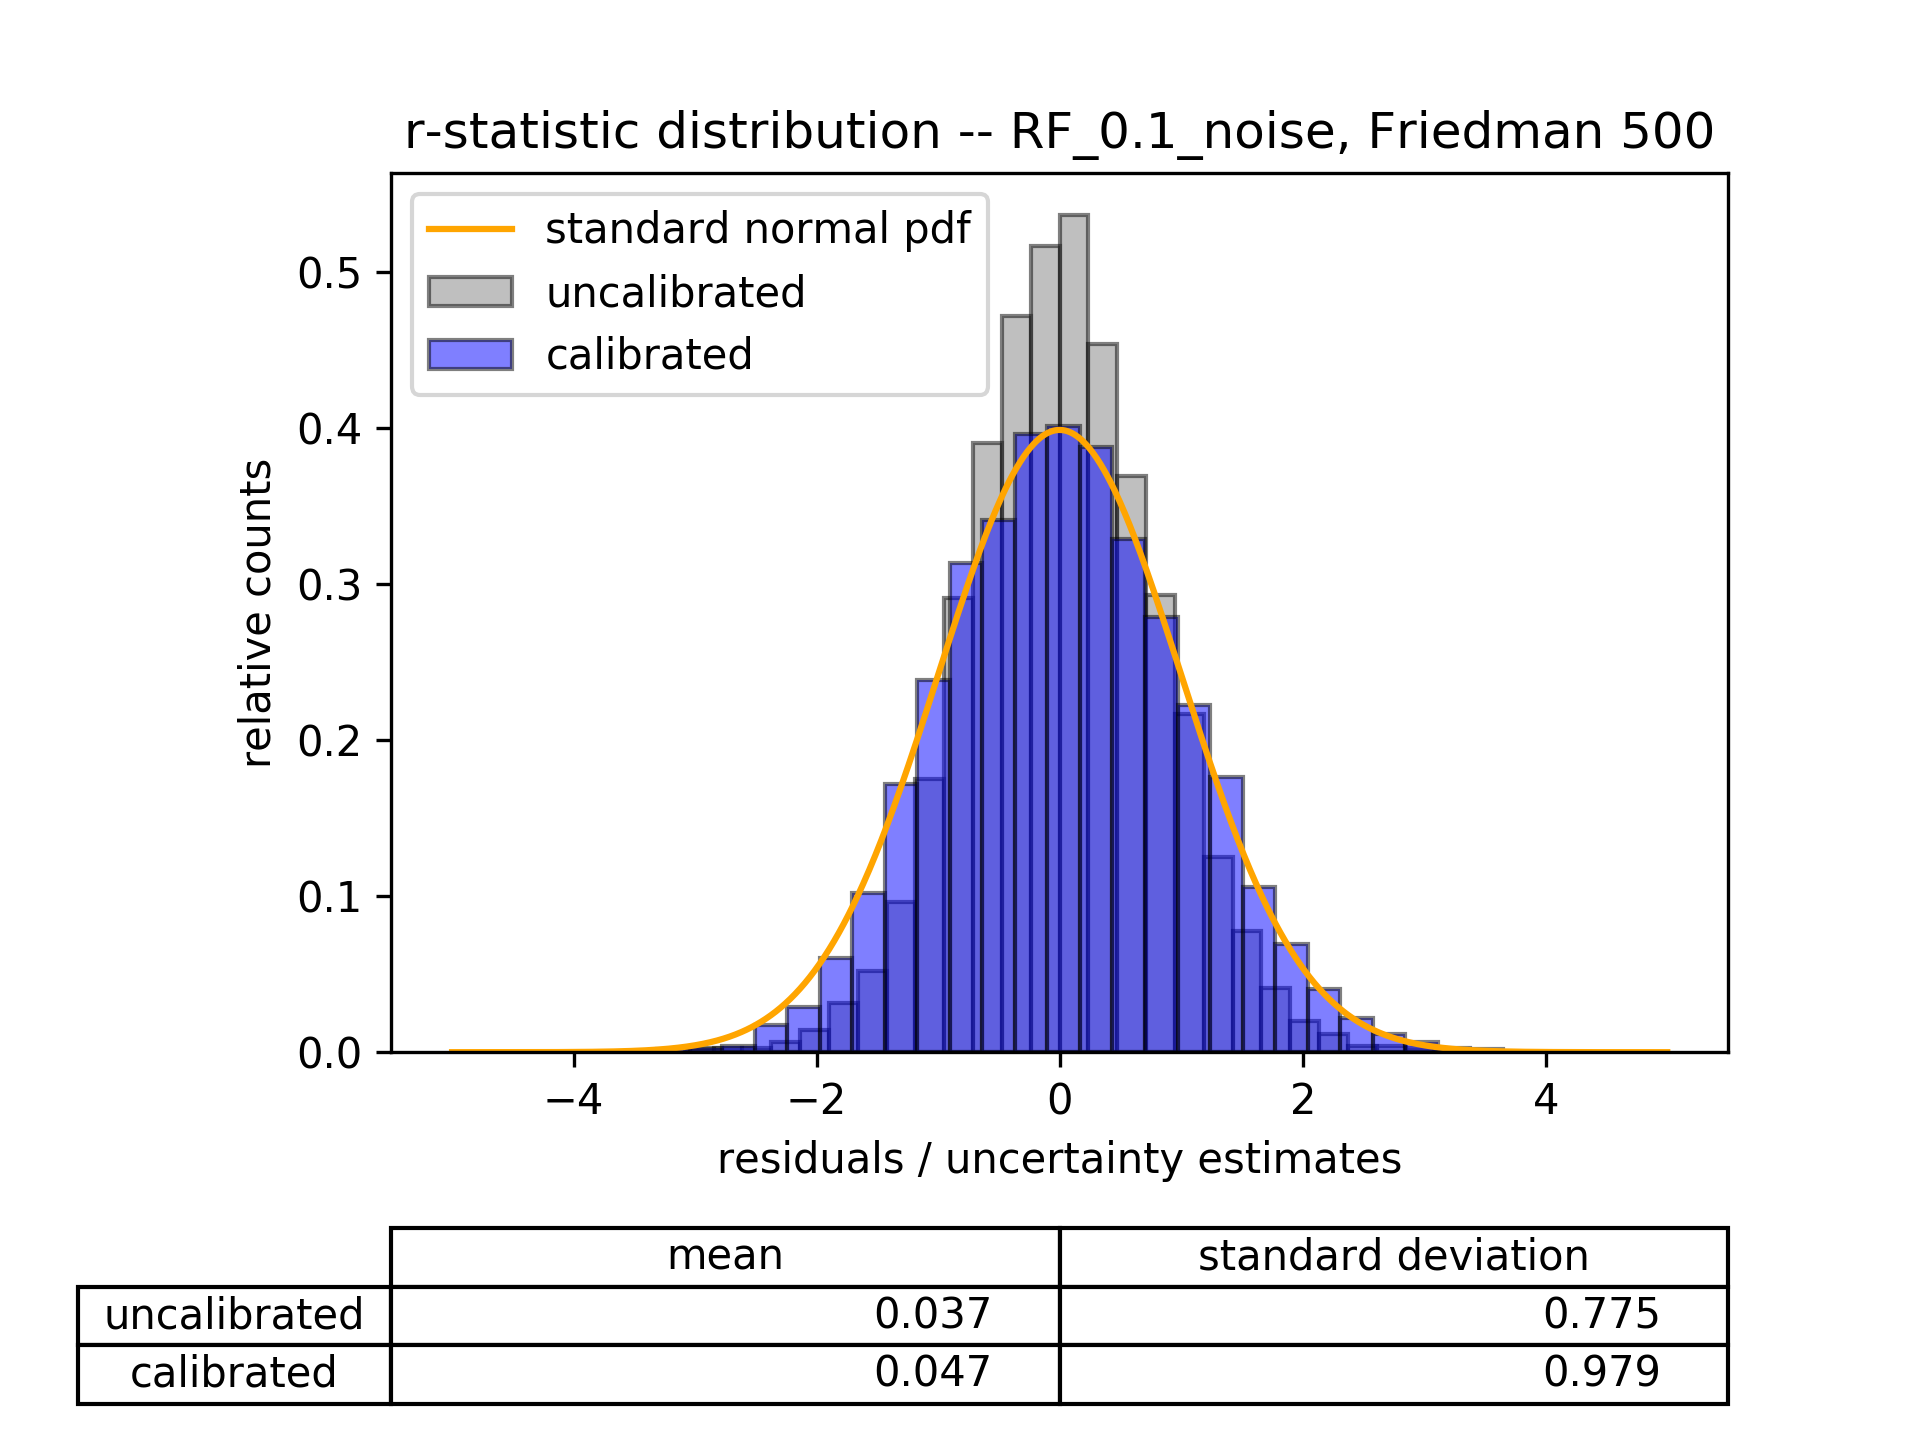 r-statistic distribution -- RF_0.1_noise, Friedman 500
standard normal pdf
uncalibrated
calibrated
relative counts
0.5
0.4
0.3
0.2
0.1
0.0
−4 −2 0 2 4
residuals / uncertainty estimates
mean standard deviation
uncalibrated 0.037 0.775
calibrated 0.047 0.979